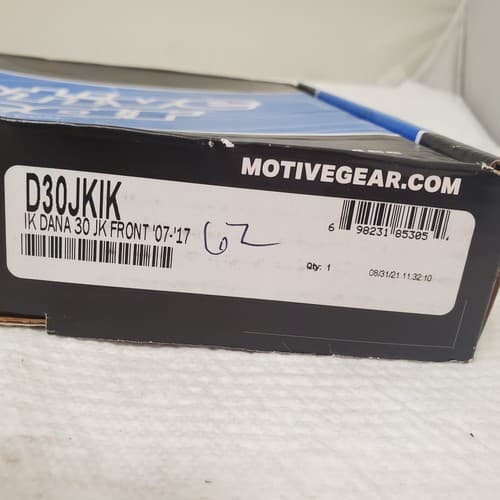 MOTIVEGEAR.COM
D30JKIK
IK DANA 30 JK FRONT '07-'17
62
6 98231 85305
Qty: 1
08/31/21 11:32:10